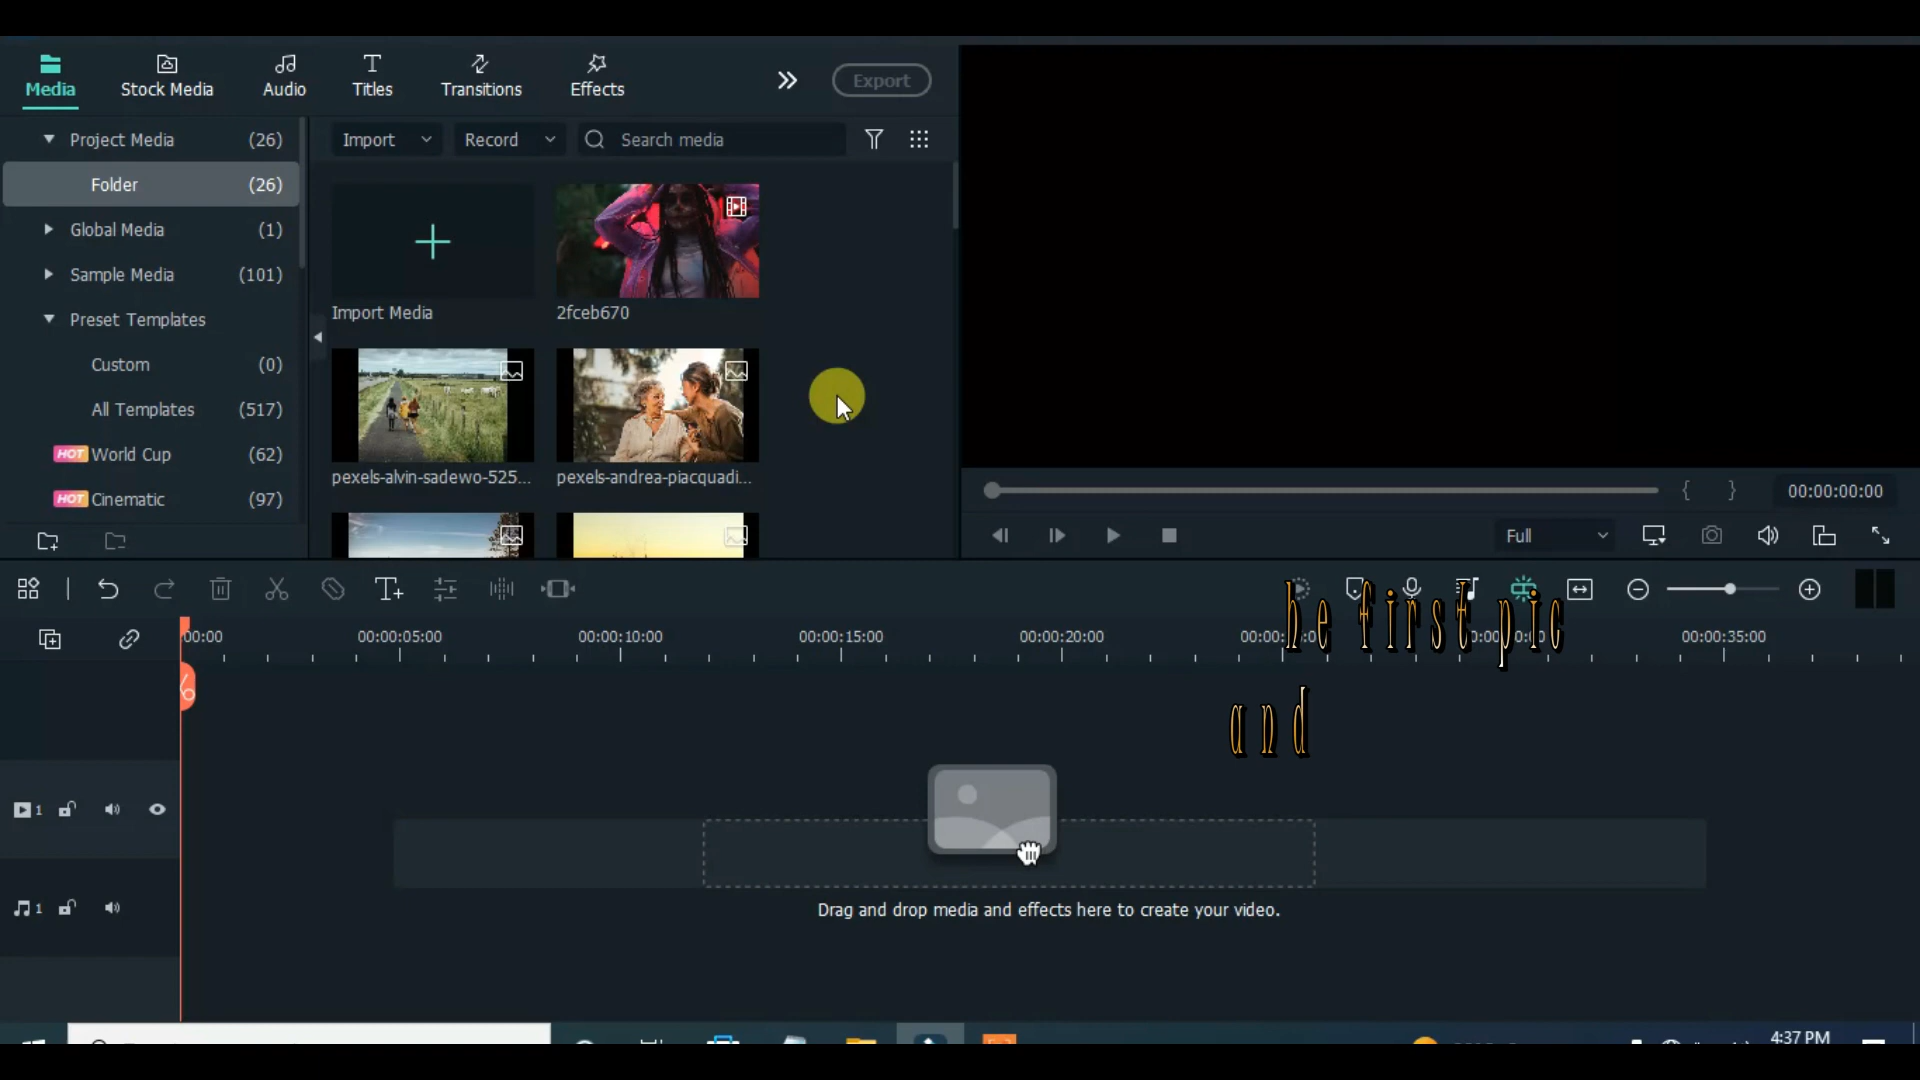 Media
Stock Media
Audio
Titles
Transitions
Effects
Export
Project Media (26)
Folder (26)
Global Media (1)
Sample Media (101)
Preset Templates
Custom (0)
All Templates (517)
HOT World Cup (62)
HOT Cinematic (97)
Import
Record
Search media
Import Media
2fceb670
pexels-alvin-sadewo-525...
pexels-andrea-piacquadi...
00:00:00:00
Full
00:00
00:00:05:00
00:00:10:00
00:00:15:00
00:00:20:00
00:00:35:00
he first pic
and
1
1
Drag and drop media and effects here to create your video.
4:37 PM